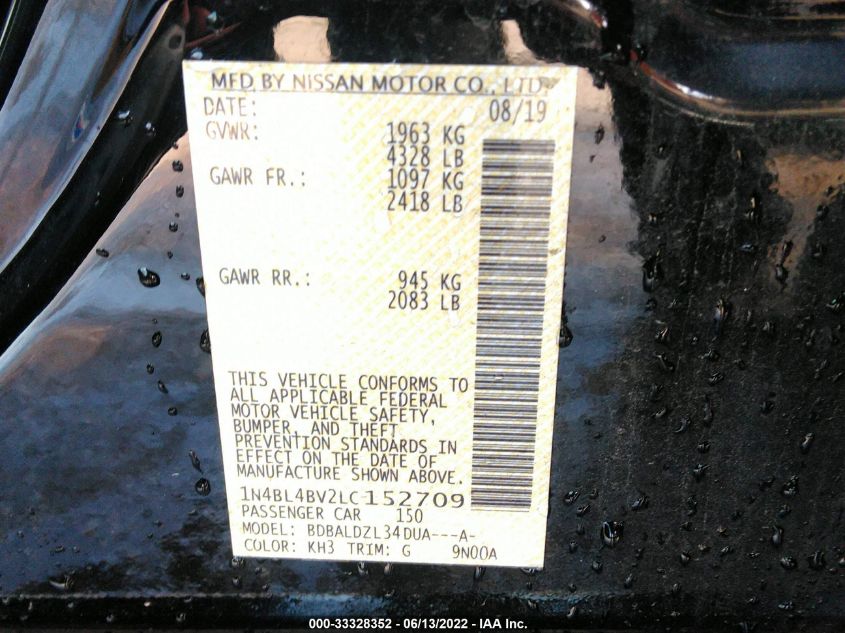 MFD. BY NISSAN MOTOR CO., LTD.
DATE: 08/19
GVWR: 1963 KG
4328 LB
GAWR FR.: 1097 KG
2418 LB
GAWR RR.: 945 KG
2083 LB
THIS VEHICLE CONFORMS TO
ALL APPLICABLE FEDERAL
MOTOR VEHICLE SAFETY,
BUMPER, AND THEFT
PREVENTION STANDARDS IN
EFFECT ON THE DATE OF
MANUFACTURE SHOWN ABOVE.
1N4BL4BV2LC152709
PASSENGER CAR 150
MODEL: BDBALDZL34DUA---A-
COLOR: KH3 TRIM: G 9N00A
000-33328352 - 06/13/2022 - IAA Inc.